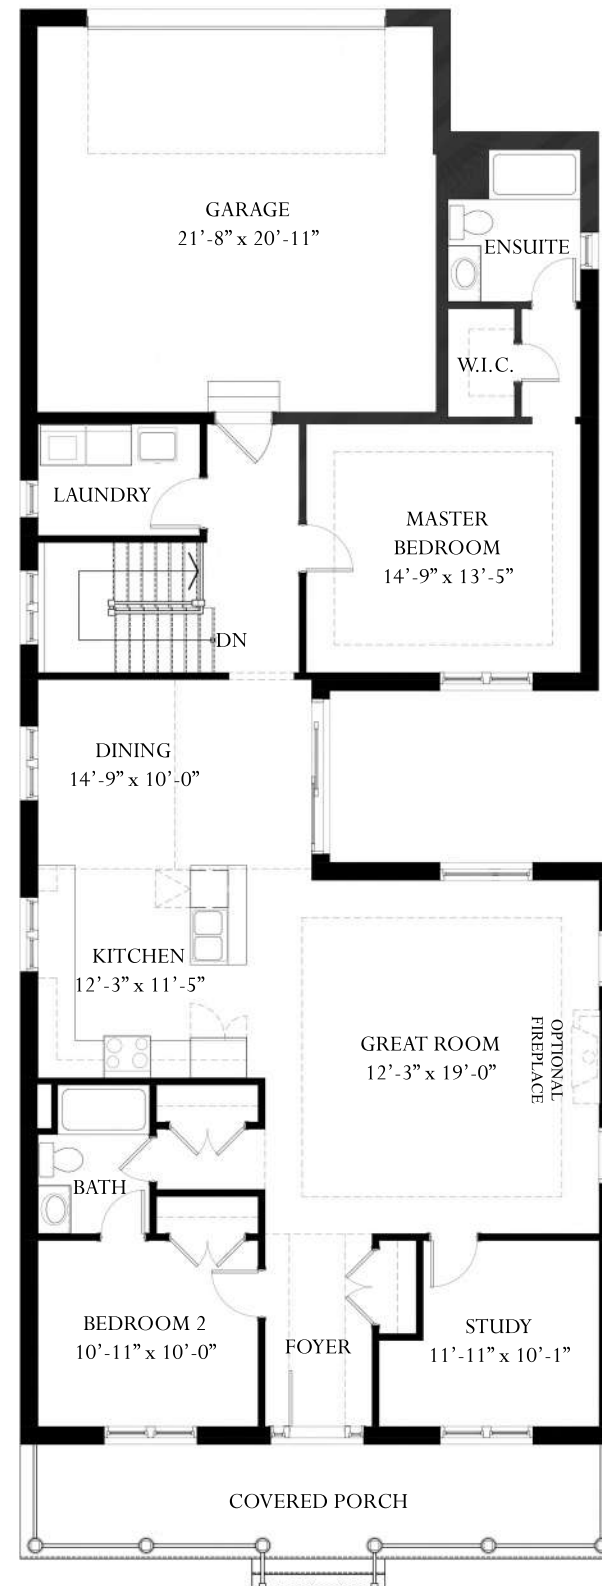 GARAGE
21'-8" x 20'-11"
ENSUITE
W.I.C.
LAUNDRY
MASTER
BEDROOM
14'-9" x 13'-5"
DN
DINING
14'-9" x 10'-0"
KITCHEN
12'-3" x 11'-5"
GREAT ROOM
12'-3" x 19'-0"
OPTIONAL
FIREPLACE
BATH
BEDROOM 2
10'-11" x 10'-0"
FOYER
STUDY
11'-11" x 10'-1"
COVERED PORCH